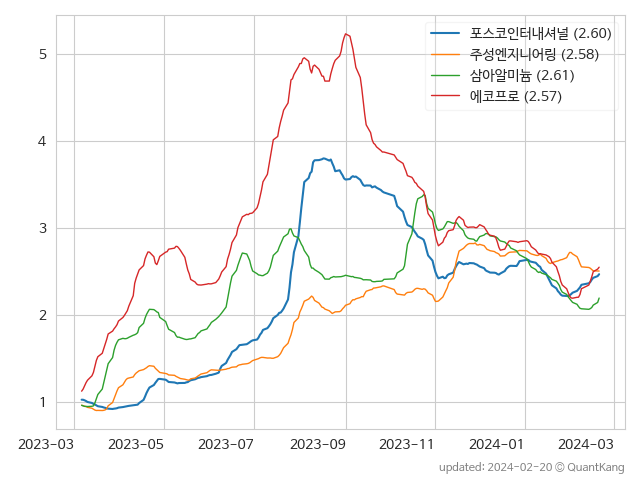 포스코인터내셔널 (2.60)
주성엔지니어링 (2.58)
삼아알미늄 (2.61)
에코프로 (2.57)
5
4
3
2
1
2023-03 2023-05 2023-07 2023-09 2023-11 2024-01 2024-03
updated: 2024-02-20 © QuantKang